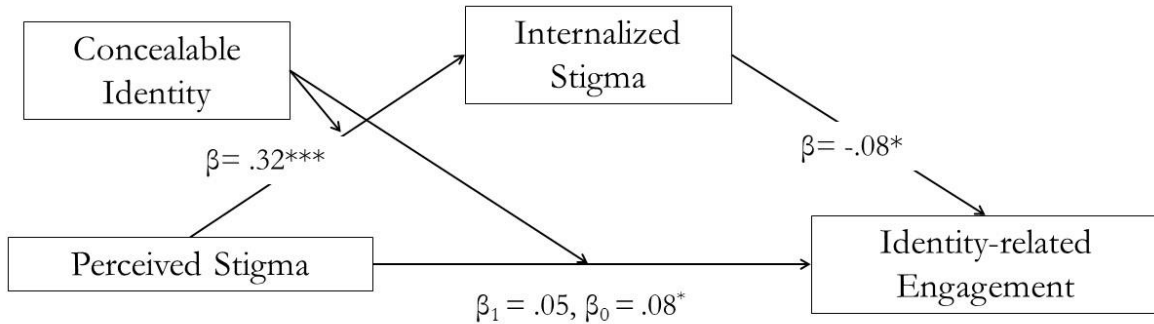 Concealable
Identity
Internalized
Stigma
β= .32***
β= -.08*
Perceived Stigma
Identity-related
Engagement
β₁ = .05, β₀ = .08*